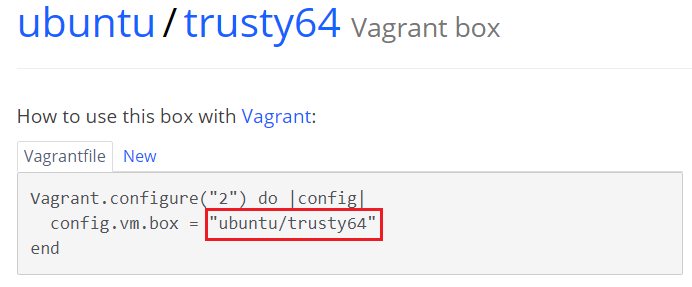 ubuntu / trusty64 Vagrant box
How to use this box with Vagrant:
Vagrantfile New
Vagrant.configure("2") do |config|
  config.vm.box = "ubuntu/trusty64"
end